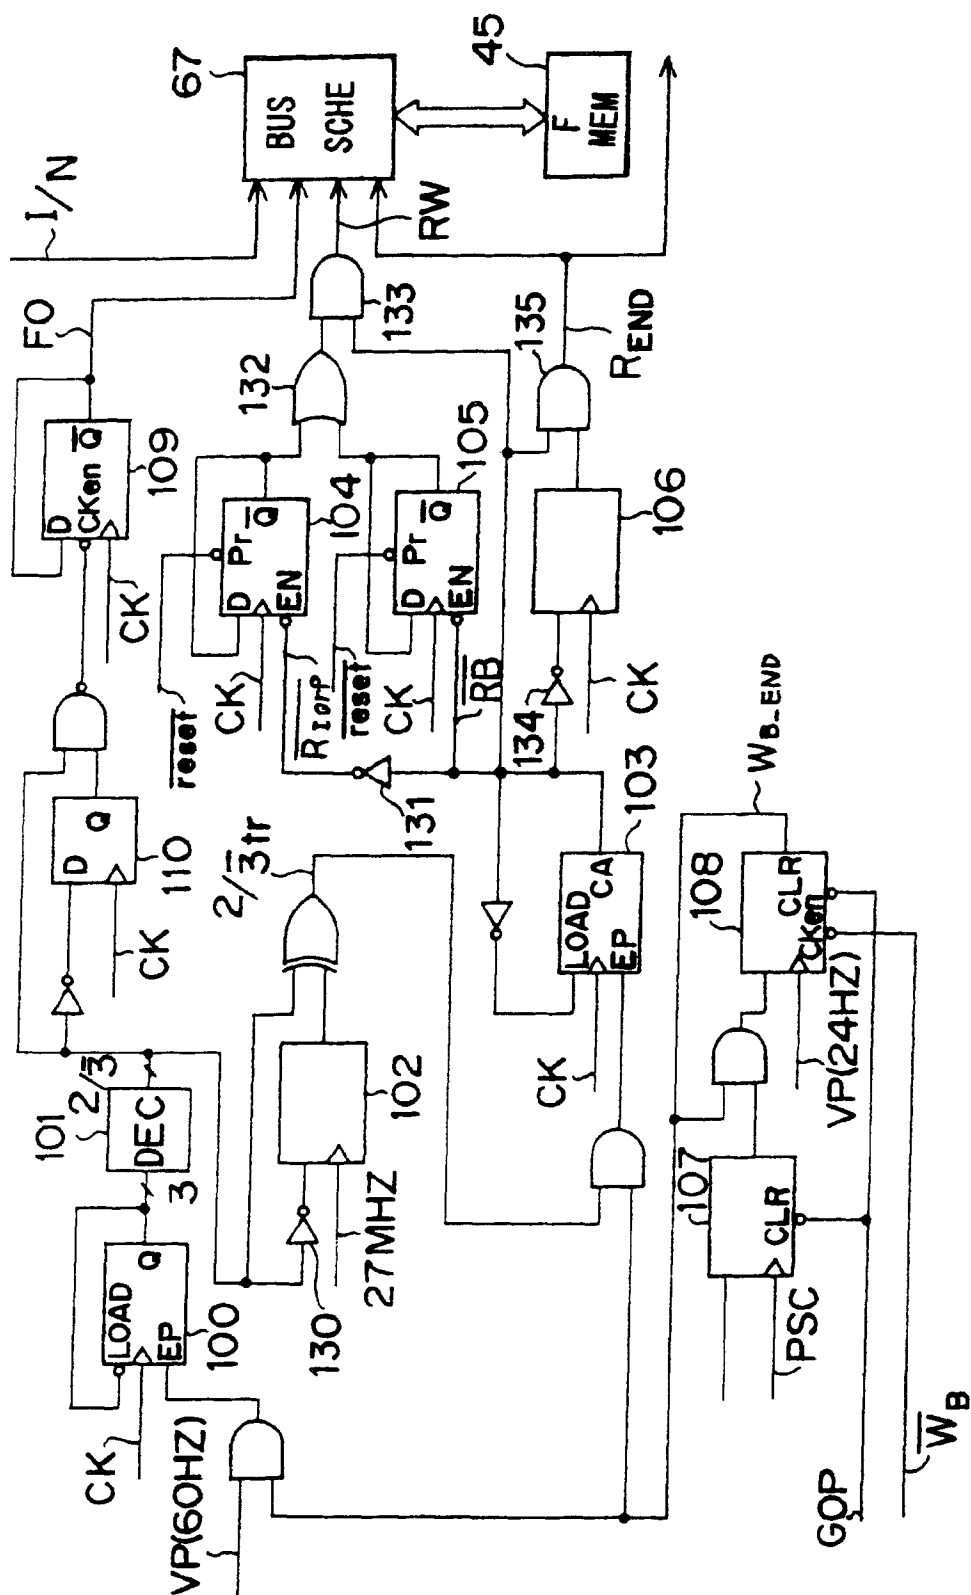 67
BUS
SCHE
45
F
MEM
I/N
FO
RW
133
132
135
R_END
D
CKen
Q̅
109
CK
reset̅
D
Pr
Q̅
EN
104
CK
R̅_IorP
reset̅
D
Pr
Q̅
EN
105
CK
R̅B̅
106
134
CK
131
D
Q
110
CK
2/3̅tr
LOAD
CA
EP
103
CK
W_B_END
108
CLR
CKen
VP(24HZ)
101
2/3̅
DEC
3
102
130
27MHZ
LOAD
Q
EP
100
CK
VP(60HZ)
107
CLR
PSC
GOP
W̅_B